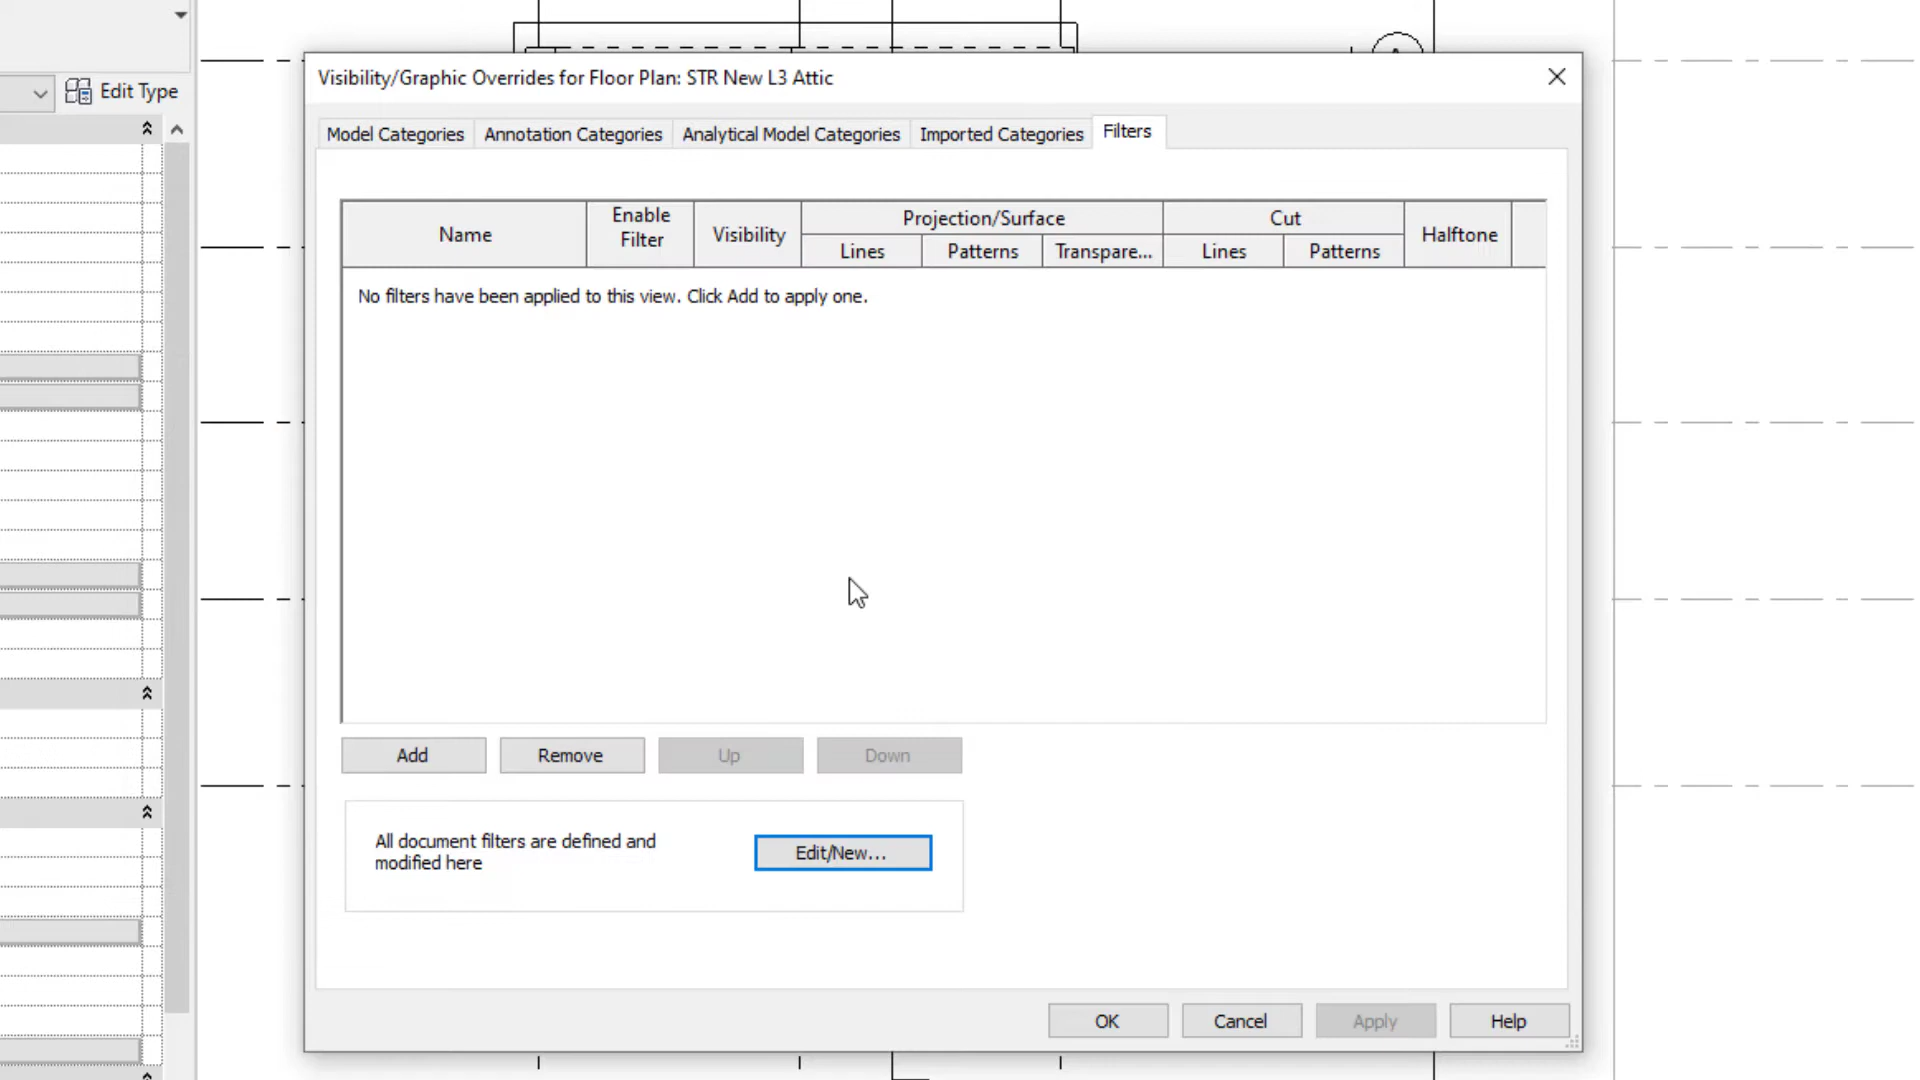 Edit Type
Visibility/Graphic Overrides for Floor Plan: STR New L3 Attic
Model Categories
Annotation Categories
Analytical Model Categories
Imported Categories
Filters
Name
Enable
Filter
Visibility
Projection/Surface
Lines
Patterns
Transpare...
Cut
Lines
Patterns
Halftone
No filters have been applied to this view. Click Add to apply one.
Add
Remove
Up
Down
All document filters are defined and
modified here
Edit/New...
OK
Cancel
Apply
Help